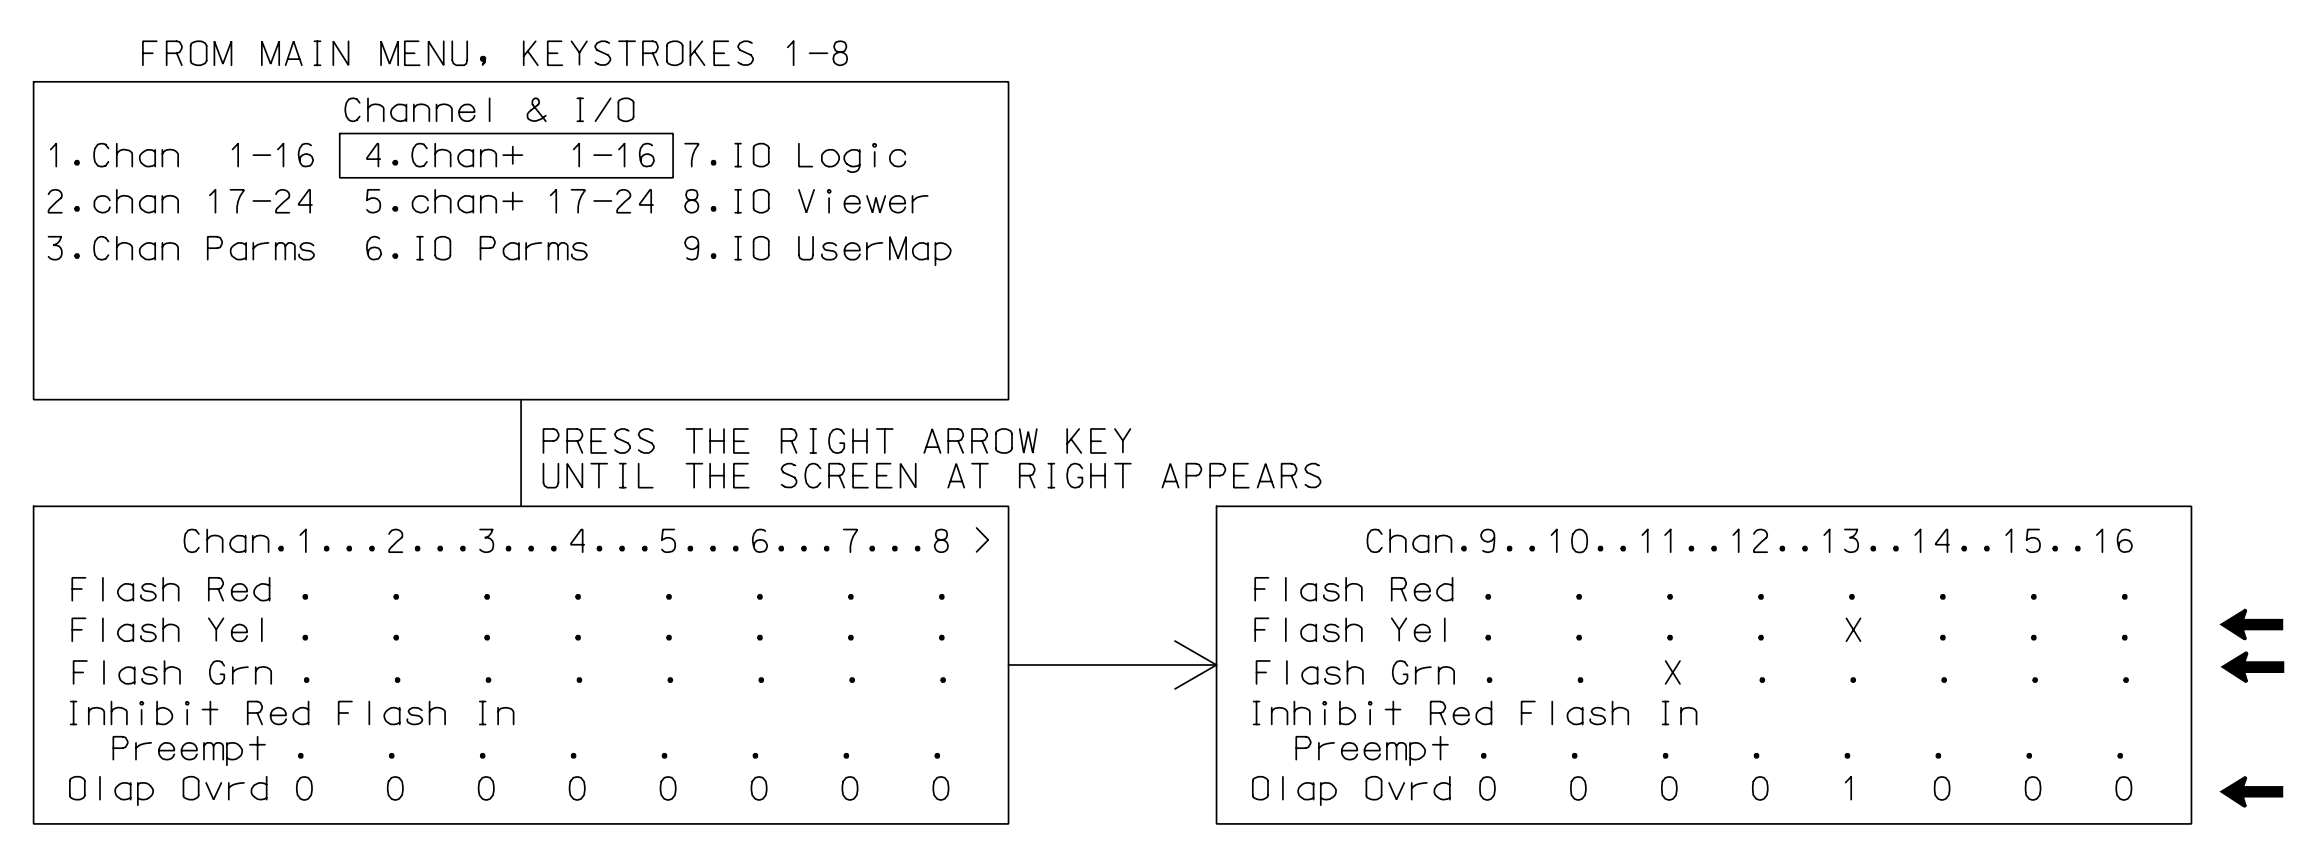 FROM MAIN MENU, KEYSTROKES 1-8
Channel & I/O
1.Chan 1-16 4.Chan+ 1-16 7.IO Logic
2.chan 17-24 5.chan+ 17-24 8.IO Viewer
3.Chan Parms 6.IO Parms 9.IO UserMap
PRESS THE RIGHT ARROW KEY
UNTIL THE SCREEN AT RIGHT APPEARS
Chan.1...2...3...4...5...6...7...8 >
Flash Red . . . . . . . .
Flash Yel . . . . . . . .
Flash Grn . . . . . . . .
Inhibit Red Flash In
Preempt . . . . . . . .
Olap Ovrd 0 0 0 0 0 0 0 0
Chan.9..10..11..12..13..14..15..16
Flash Red . . . . . . . .
Flash Yel . . . . X . . .
Flash Grn . . X . . . . .
Inhibit Red Flash In
Preempt . . . . . . . .
Olap Ovrd 0 0 0 0 1 0 0 0